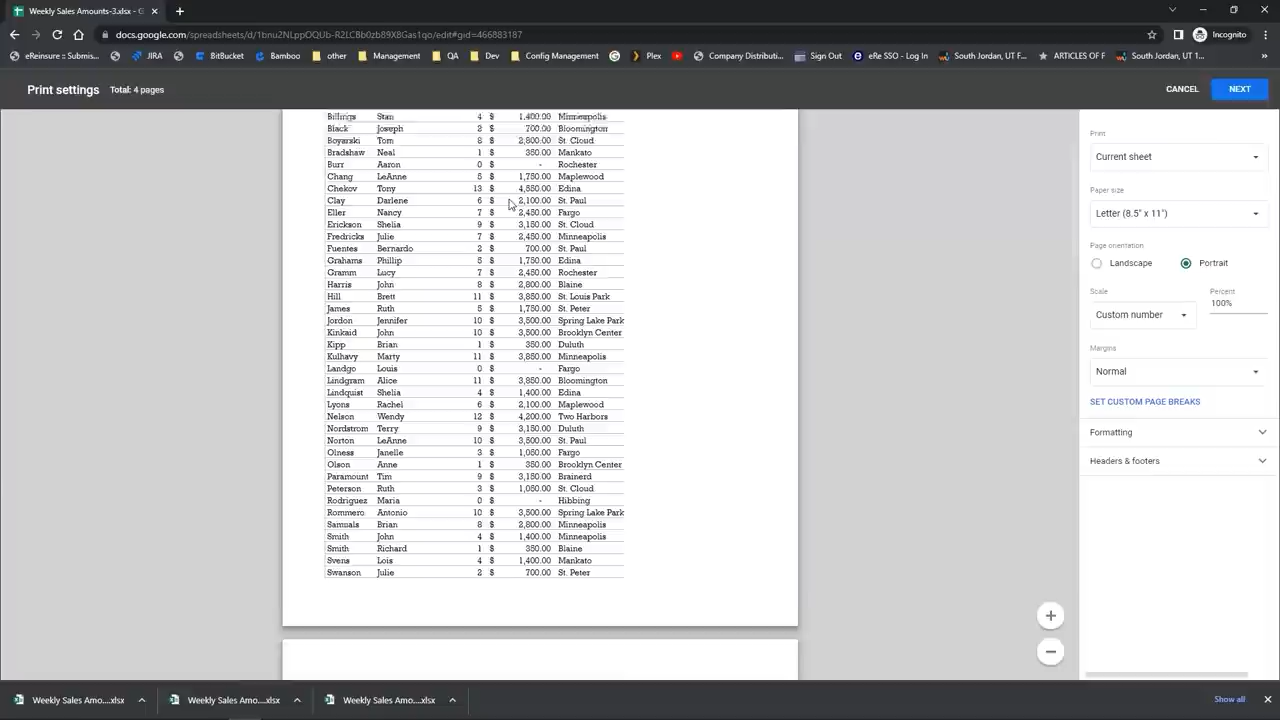 Weekly Sales Amounts-3.xlsx - G
docs.google.com/spreadsheets/d/1bnu2NLppOQUb-R2LCBb0zb89X8Gas1qo/edit#gid=466883187
Incognito
eReinsure :: Submis... JIRA BitBucket Bamboo other Management QA Dev Config Management Plex Company Distributi... Sign Out eRe SSO - Log In South Jordan, UT F... ARTICLES OF F South Jordan, UT 1... »
Print settings Total: 4 pages CANCEL NEXT
Billings Stan 4 $ 1,400.00 Minneapolis
Black Joseph 2 $ 700.00 Bloomington
Boyarski Tom 8 $ 2,800.00 St. Cloud
Bradshaw Neal 1 $ 350.00 Mankato
Burr Aaron 0 $ - Rochester
Chang LeAnne 5 $ 1,750.00 Maplewood
Chekov Tony 13 $ 4,550.00 Edina
Clay Darlene 6 $ 2,100.00 St. Paul
Eller Nancy 7 $ 2,450.00 Fargo
Erickson Shelia 9 $ 3,150.00 St. Cloud
Fredricks Julie 7 $ 2,450.00 Minneapolis
Fuentes Bernardo 2 $ 700.00 St. Paul
Grahams Phillip 5 $ 1,750.00 Edina
Gramm Lucy 7 $ 2,450.00 Rochester
Harris John 8 $ 2,800.00 Blaine
Hill Brett 11 $ 3,850.00 St. Louis Park
James Ruth 5 $ 1,750.00 St. Peter
Jordon Jennifer 10 $ 3,500.00 Spring Lake Park
Kinkaid John 10 $ 3,500.00 Brooklyn Center
Kipp Brian 1 $ 350.00 Duluth
Kulhavy Marty 11 $ 3,850.00 Minneapolis
Landgo Louis 0 $ - Fargo
Lindgram Alice 11 $ 3,850.00 Bloomington
Lindquist Shelia 4 $ 1,400.00 Edina
Lyons Rachel 6 $ 2,100.00 Maplewood
Nelson Wendy 12 $ 4,200.00 Two Harbors
Nordstrom Terry 9 $ 3,150.00 Duluth
Norton LeAnne 10 $ 3,500.00 St. Paul
Olness Janelle 3 $ 1,050.00 Fargo
Olson Anne 1 $ 350.00 Brooklyn Center
Paramount Tim 9 $ 3,150.00 Brainerd
Peterson Ruth 3 $ 1,050.00 St. Cloud
Rodriguez Maria 0 $ - Hibbing
Rommero Antonio 10 $ 3,500.00 Spring Lake Park
Samuals Brian 8 $ 2,800.00 Minneapolis
Smith John 4 $ 1,400.00 Minneapolis
Smith Richard 1 $ 350.00 Blaine
Svens Lois 4 $ 1,400.00 Mankato
Swanson Julie 2 $ 700.00 St. Peter
Print
Current sheet
Paper size
Letter (8.5" x 11")
Page orientation
Landscape Portrait
Scale Percent
Custom number 100%
Margins
Normal
SET CUSTOM PAGE BREAKS
Formatting
Headers & footers
Weekly Sales Amo....xlsx Weekly Sales Amo....xlsx Weekly Sales Amo....xlsx Show all